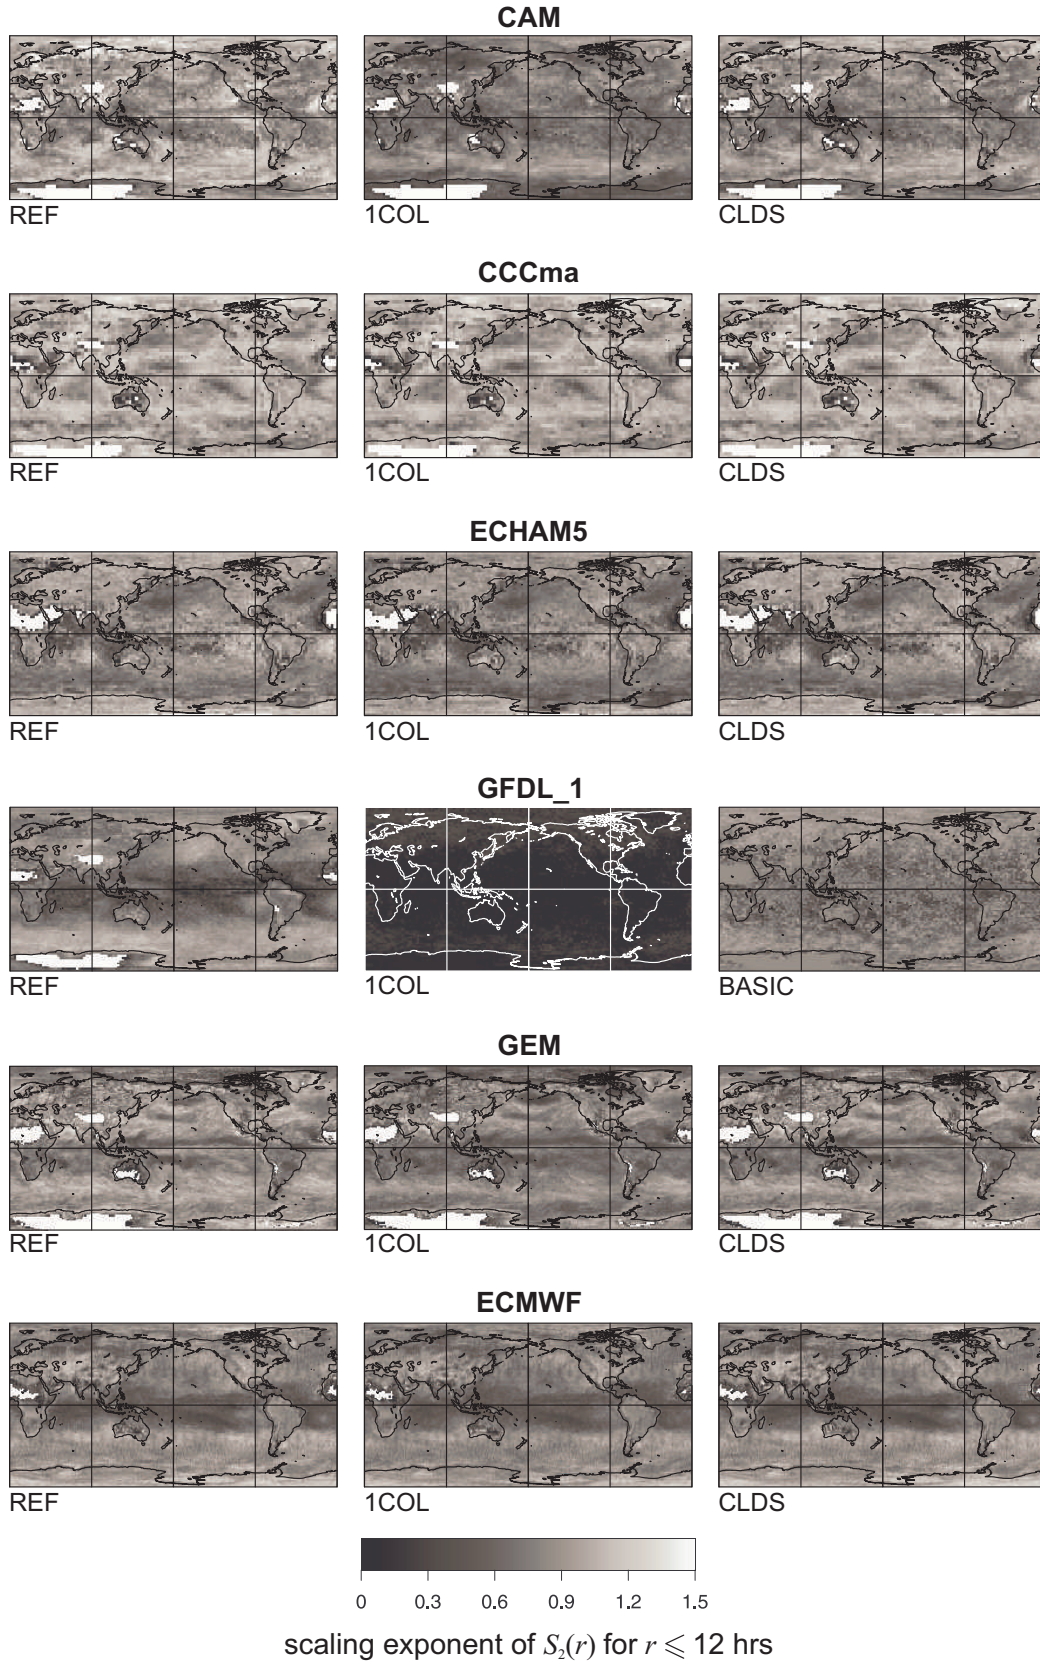 CAM
REF 1COL CLDS
CCCma
REF 1COL CLDS
ECHAM5
REF 1COL CLDS
GFDL_1
REF 1COL BASIC
GEM
REF 1COL CLDS
ECMWF
REF 1COL CLDS
0 0.3 0.6 0.9 1.2 1.5
scaling exponent of S₂(r) for r ⩽ 12 hrs